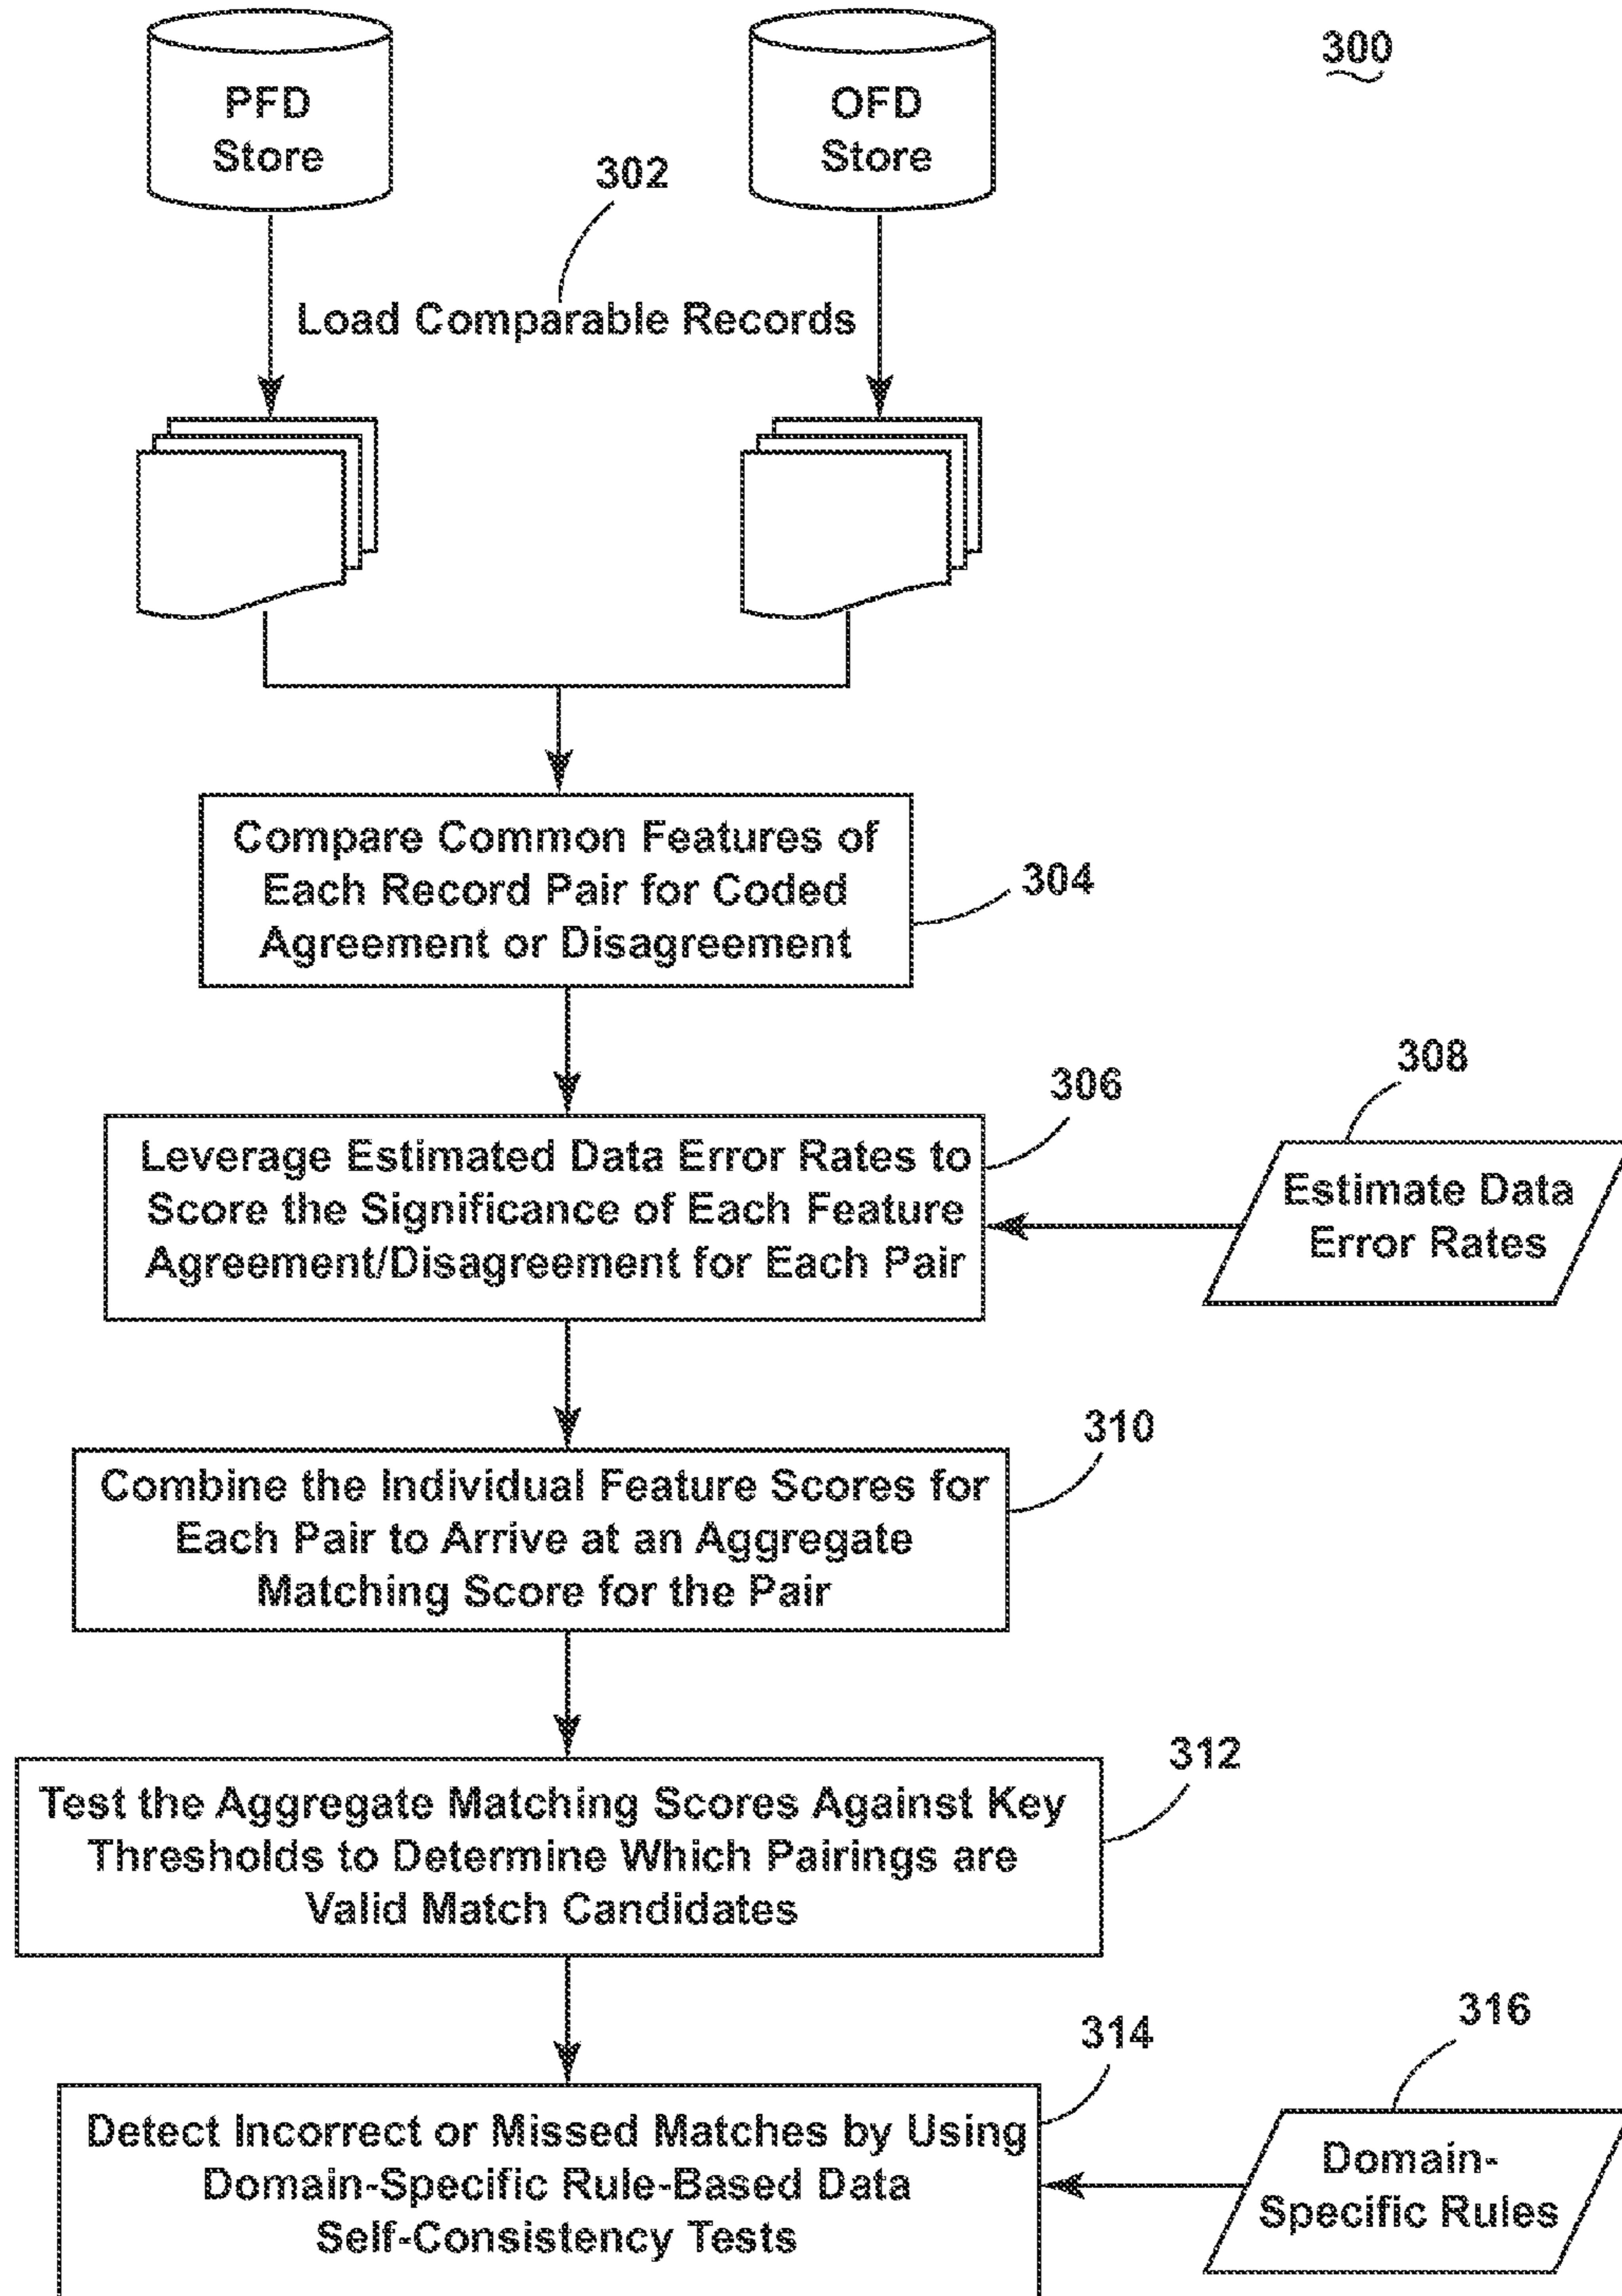 PFD
Store
OFD
Store
300
302
Load Comparable Records
Compare Common Features of
Each Record Pair for Coded
Agreement or Disagreement
304
306
308
Leverage Estimated Data Error Rates to
Score the Significance of Each Feature
Agreement/Disagreement for Each Pair
Estimate Data
Error Rates
310
Combine the Individual Feature Scores for
Each Pair to Arrive at an Aggregate
Matching Score for the Pair
312
Test the Aggregate Matching Scores Against Key
Thresholds to Determine Which Pairings are
Valid Match Candidates
314
316
Detect Incorrect or Missed Matches by Using
Domain-Specific Rule-Based Data
Self-Consistency Tests
Domain-
Specific Rules